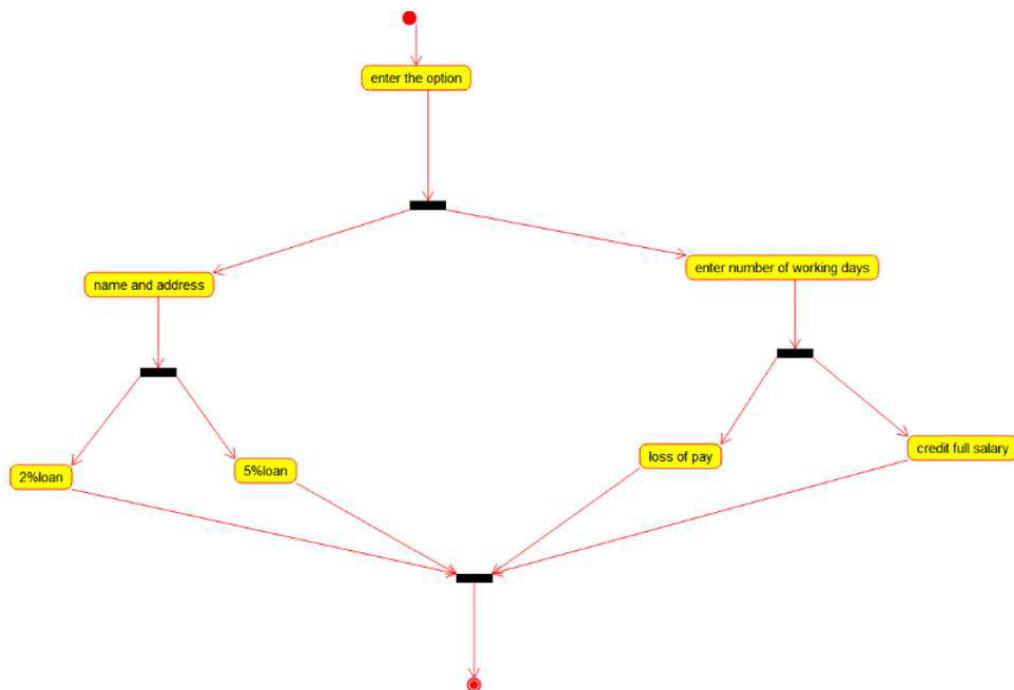 enter the option
enter number of working days
name and address
credit full salary
loss of pay
5%loan
2%loan